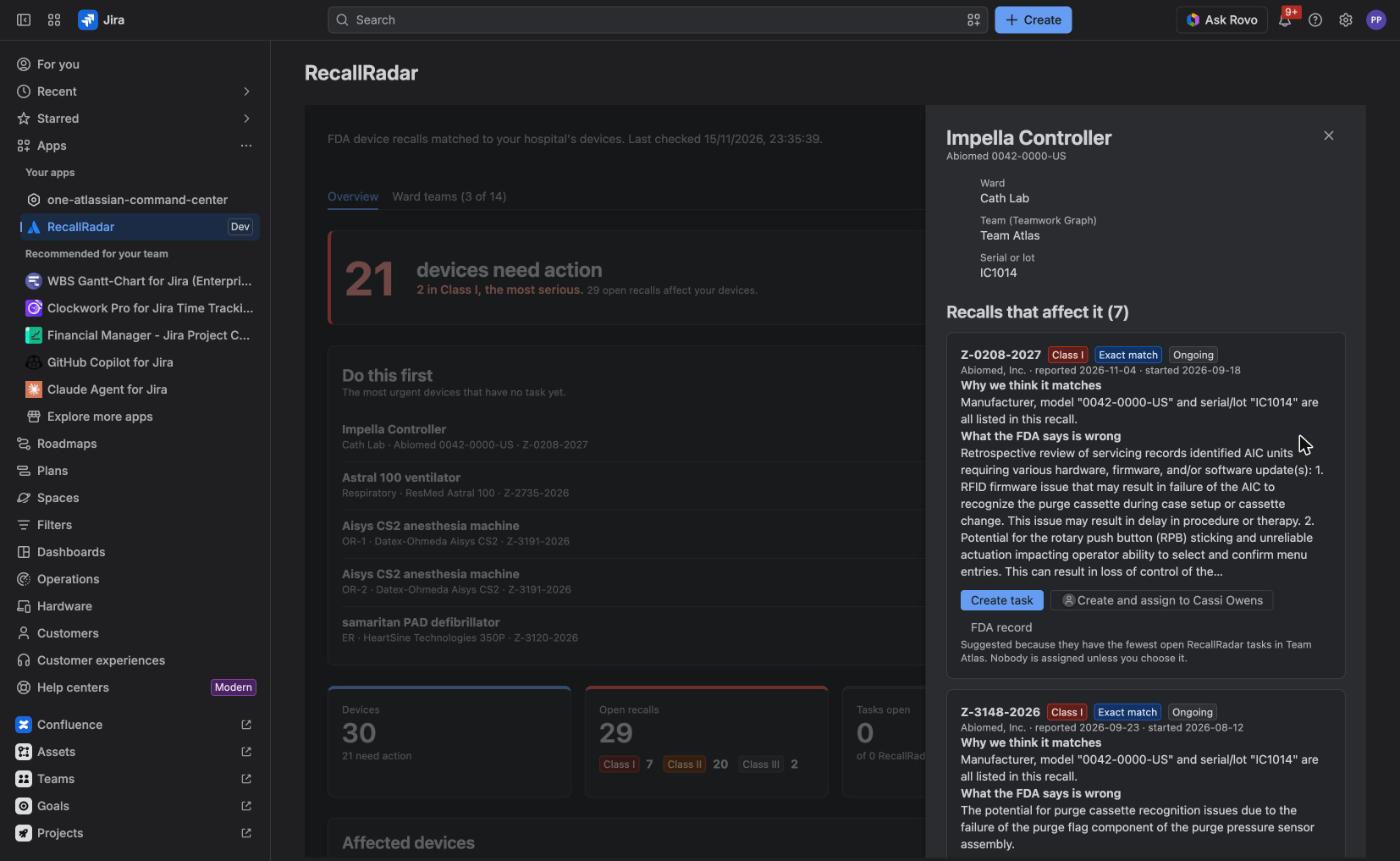 Jira
Search
Create
Ask Rovo
9+
PP
For you
Recent
Starred
Apps
Your apps
one-atlassian-command-center
RecallRadar
Dev
Recommended for your team
WBS Gantt-Chart for Jira (Enterpri...
Clockwork Pro for Jira Time Tracki...
Financial Manager - Jira Project C...
GitHub Copilot for Jira
Claude Agent for Jira
Explore more apps
Roadmaps
Plans
Spaces
Filters
Dashboards
Operations
Hardware
Customers
Customer experiences
Help centers
Modern
Confluence
Assets
Teams
Goals
Projects
RecallRadar
FDA device recalls matched to your hospital's devices. Last checked 15/11/2026, 23:35:39.
Overview
Ward teams (3 of 14)
21
devices need action
2 in Class I, the most serious. 29 open recalls affect your devices.
Do this first
The most urgent devices that have no task yet.
Impella Controller
Cath Lab · Abiomed 0042-0000-US · Z-0208-2027
Astral 100 ventilator
Respiratory · ResMed Astral 100 · Z-2735-2026
Aisys CS2 anesthesia machine
OR-1 · Datex-Ohmeda Aisys CS2 · Z-3191-2026
Aisys CS2 anesthesia machine
OR-2 · Datex-Ohmeda Aisys CS2 · Z-3191-2026
samaritan PAD defibrillator
ER · HeartSine Technologies 350P · Z-3120-2026
Devices
30
21 need action
Open recalls
29
Class I 7 Class II 20 Class III 2
Tasks open
0
of 0 RecallRad
Affected devices
Impella Controller
Abiomed 0042-0000-US
Ward
Cath Lab
Team (Teamwork Graph)
Team Atlas
Serial or lot
IC1014
Recalls that affect it (7)
Z-0208-2027 Class I Exact match Ongoing
Abiomed, Inc. · reported 2026-11-04 · started 2026-09-18
Why we think it matches
Manufacturer, model "0042-0000-US" and serial/lot "IC1014" are
all listed in this recall.
What the FDA says is wrong
Retrospective review of servicing records identified AIC units
requiring various hardware, firmware, and/or software update(s): 1.
RFID firmware issue that may result in failure of the AIC to
recognize the purge cassette during case setup or cassette
change. This issue may result in delay in procedure or therapy. 2.
Potential for the rotary push button (RPB) sticking and unreliable
actuation impacting operator ability to select and confirm menu
entries. This can result in loss of control of the...
Create task
Create and assign to Cassi Owens
FDA record
Suggested because they have the fewest open RecallRadar tasks in Team
Atlas. Nobody is assigned unless you choose it.
Z-3148-2026 Class I Exact match Ongoing
Abiomed, Inc. · reported 2026-09-23 · started 2026-08-12
Why we think it matches
Manufacturer, model "0042-0000-US" and serial/lot "IC1014" are
all listed in this recall.
What the FDA says is wrong
The potential for purge cassette recognition issues due to the
failure of the purge flag component of the purge pressure sensor
assembly.